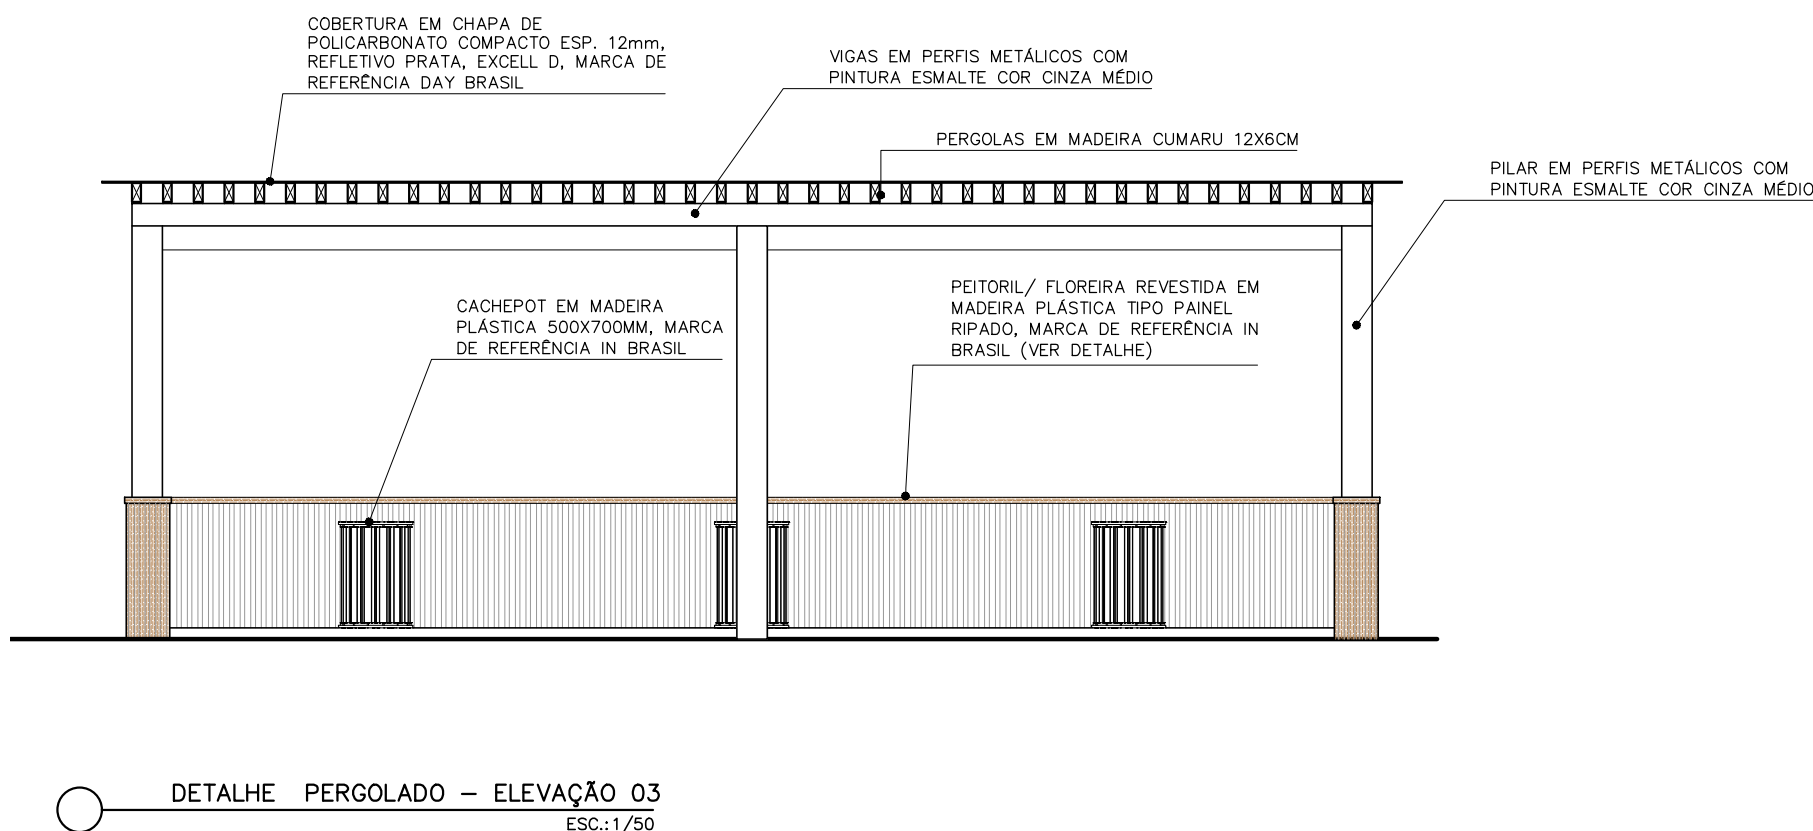 COBERTURA EM CHAPA DE
POLICARBONATO COMPACTO ESP. 12mm,
REFLETIVO PRATA, EXCELL D, MARCA DE
REFERÊNCIA DAY BRASIL
VIGAS EM PERFIS METÁLICOS COM
PINTURA ESMALTE COR CINZA MÉDIO
PERGOLAS EM MADEIRA CUMARU 12X6CM
PILAR EM PERFIS METÁLICOS COM
PINTURA ESMALTE COR CINZA MÉDIO
CACHEPOT EM MADEIRA
PLÁSTICA 500X700MM, MARCA
DE REFERÊNCIA IN BRASIL
PEITORIL/ FLOREIRA REVESTIDA EM
MADEIRA PLÁSTICA TIPO PAINEL
RIPADO, MARCA DE REFERÊNCIA IN
BRASIL (VER DETALHE)
DETALHE PERGOLADO – ELEVAÇÃO 03
ESC.: 1/50